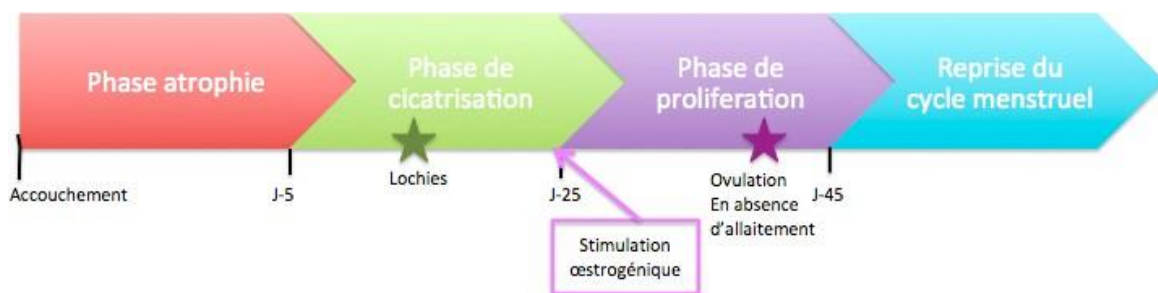 Phase atrophie
Phase de
cicatrisation
Phase de
proliferation
Reprise du
cycle menstruel
Accouchement
J-5
Lochies
J-25
Ovulation
En absence
d'allaitement
J-45
Stimulation
œstrogénique